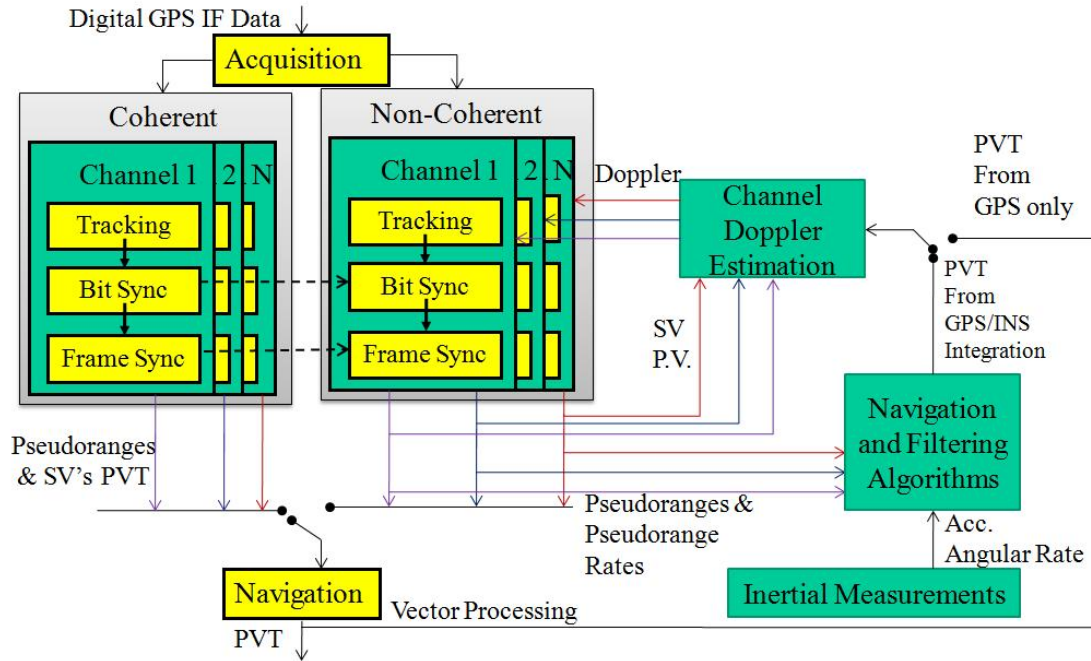 Digital GPS IF Data
Acquisition
Coherent
Channel 1
2
N
Tracking
Bit Sync
Frame Sync
Non-Coherent
Channel 1
2
N
Tracking
Bit Sync
Frame Sync
Doppler
Channel
Doppler
Estimation
PVT
From
GPS only
PVT
From
GPS/INS
Integration
SV
P.V.
Navigation
and Filtering
Algorithms
Pseudoranges
& SV's PVT
Pseudoranges &
Pseudorange
Rates
Acc.
Angular Rate
Inertial Measurements
Navigation
Vector Processing
PVT